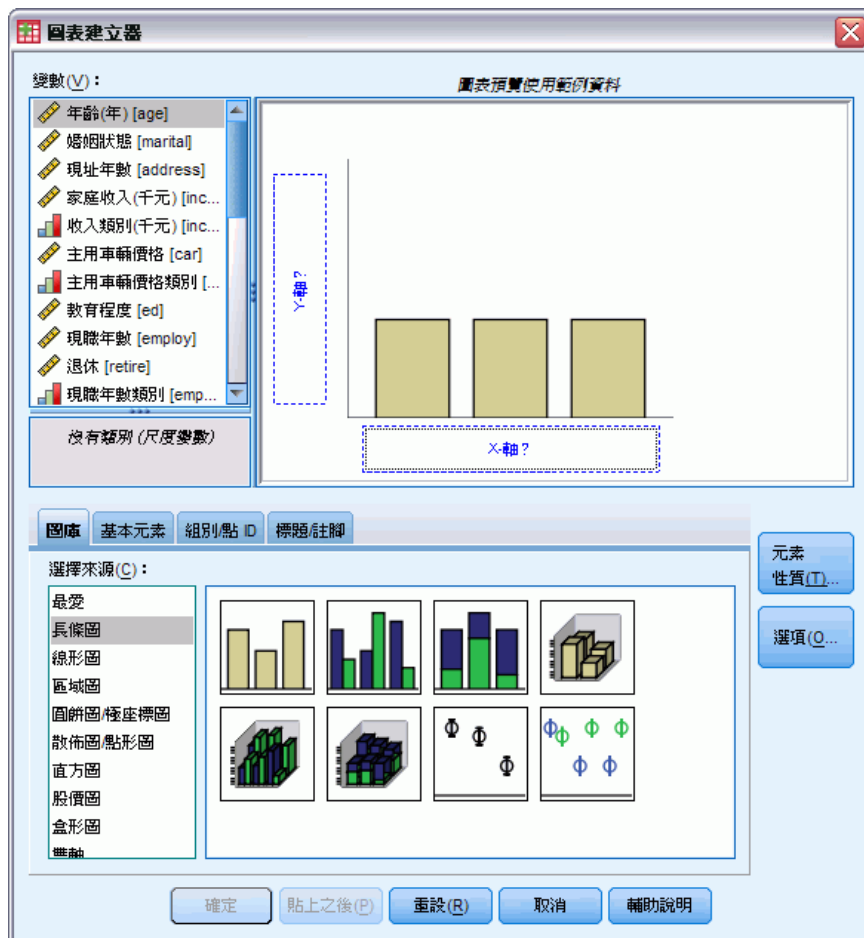 圖表建立器
變數(V)：
圖表預覽使用範例資料
年齡(年) [age]
婚姻狀態 [marital]
現址年數 [address]
家庭收入(千元) [inc...
收入類別(千元) [inc...
主用車輛價格 [car]
主用車輛價格類別 [...
教育程度 [ed]
現職年數 [employ]
退休 [retire]
現職年數類別 [emp...
沒有類別 (尺度變數)
Y-軸？
X-軸？
圖庫 基本元素 組別/點 ID 標題/註腳
選擇來源(C)：
最愛
長條圖
線形圖
區域圖
圓餅圖/極座標圖
散佈圖/點形圖
直方圖
股價圖
盒形圖
雙軸
元素
性質(T)...
選項(O...
確定 貼上之後(P) 重設(R) 取消 輔助說明